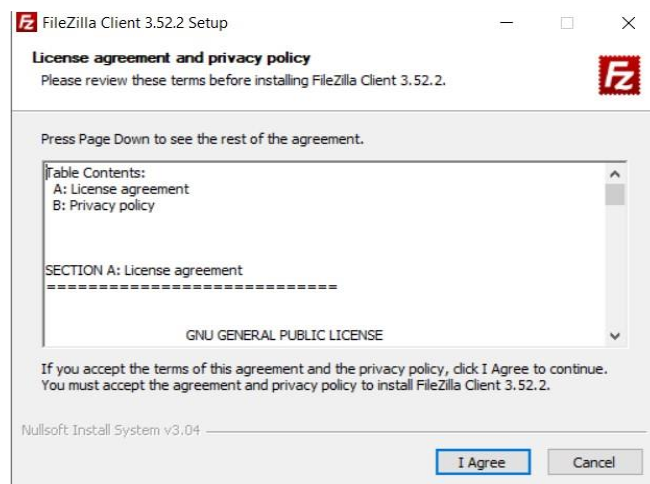 FileZilla Client 3.52.2 Setup
License agreement and privacy policy
Please review these terms before installing FileZilla Client 3.52.2.
Fz
Press Page Down to see the rest of the agreement.
Table Contents:
A: License agreement
B: Privacy policy
SECTION A: License agreement
============================
GNU GENERAL PUBLIC LICENSE
If you accept the terms of this agreement and the privacy policy, click I Agree to continue.
You must accept the agreement and privacy policy to install FileZilla Client 3.52.2.
Nullsoft Install System v3.04
I Agree
Cancel